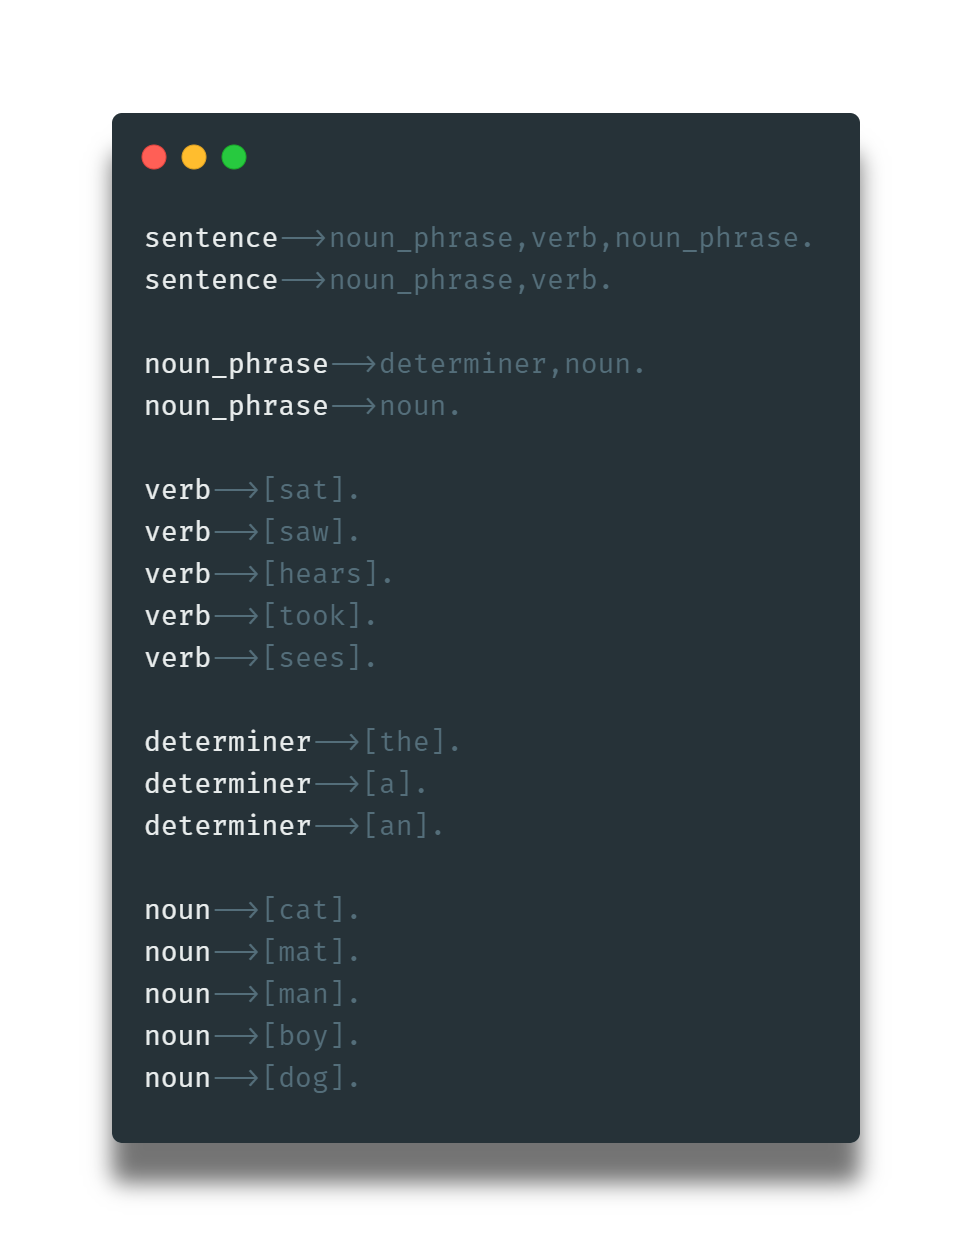 sentence-->noun_phrase,verb,noun_phrase.
sentence-->noun_phrase,verb.
noun_phrase-->determiner,noun.
noun_phrase-->noun.
verb-->[sat].
verb-->[saw].
verb-->[hears].
verb-->[took].
verb-->[sees].
determiner-->[the].
determiner-->[a].
determiner-->[an].
noun-->[cat].
noun-->[mat].
noun-->[man].
noun-->[boy].
noun-->[dog].